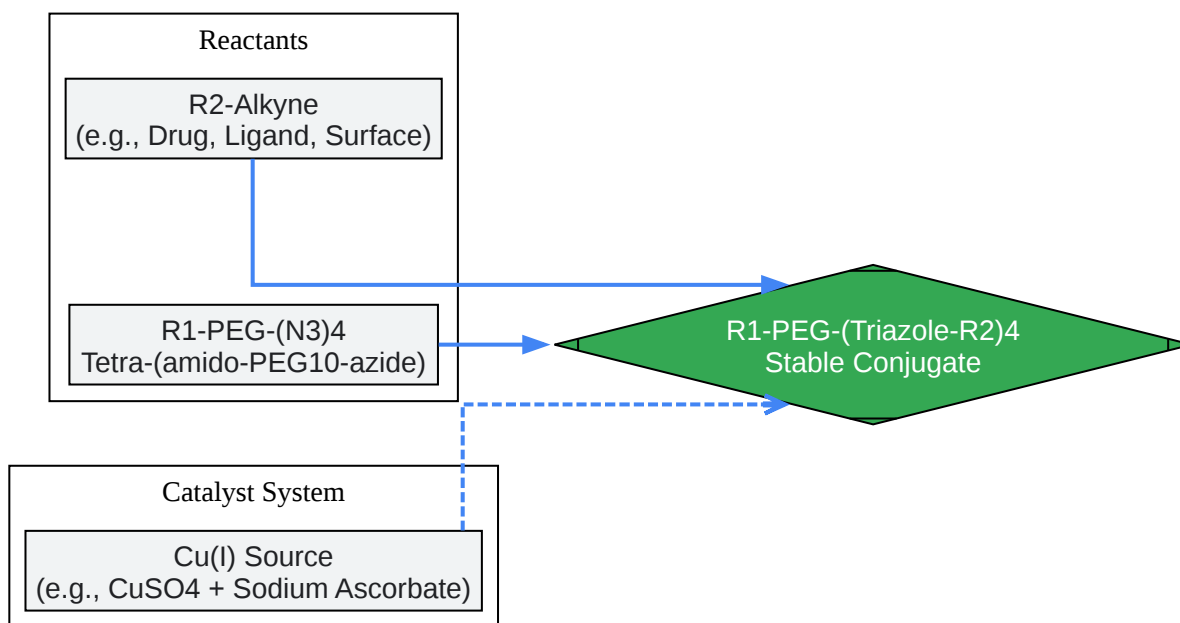 Reactants
R2-Alkyne
(e.g., Drug, Ligand, Surface)
R1-PEG-(N3)4
Tetra-(amido-PEG10-azide)
R1-PEG-(Triazole-R2)4
Stable Conjugate
Catalyst System
Cu(I) Source
(e.g., CuSO4 + Sodium Ascorbate)